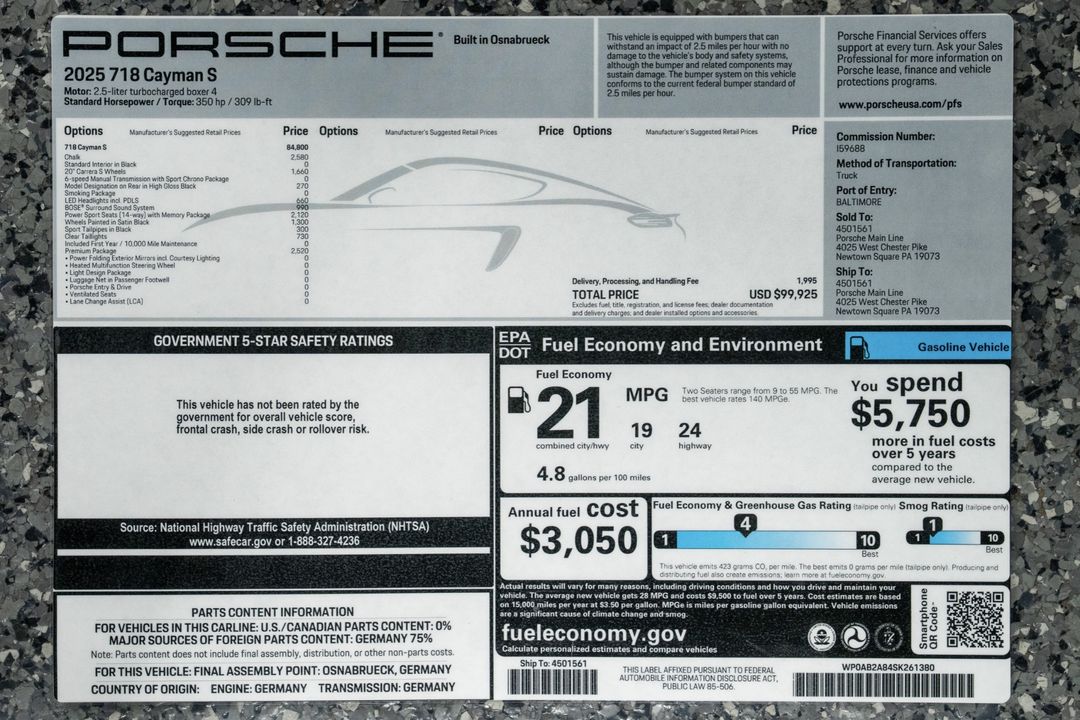 PORSCHE® Built in Osnabrueck
2025 718 Cayman S
Motor: 2.5-liter turbocharged boxer 4
Standard Horsepower / Torque: 350 hp / 309 lb-ft
This vehicle is equipped with bumpers that can
withstand an impact of 2.5 miles per hour with no
damage to the vehicle's body and safety systems,
although the bumper and related components may
sustain damage. The bumper system on this vehicle
conforms to the current federal bumper standard of
2.5 miles per hour.
Porsche Financial Services offers
support at every turn. Ask your Sales
Professional for more information on
Porsche lease, finance and vehicle
protections programs.
www.porscheusa.com/pfs
Options Manufacturer's Suggested Retail Prices Price Options Manufacturer's Suggested Retail Prices Price Options Manufacturer's Suggested Retail Prices Price
718 Cayman S 84,800
Chalk 2,580
Standard Interior in Black 0
20" Carrera S Wheels 1,660
6-speed Manual Transmission with Sport Chrono Package 0
Model Designation on Rear in High Gloss Black 270
Smoking Package 0
LED Headlights incl. PDLS 660
BOSE® Surround Sound System 990
Power Sport Seats (14-way) with Memory Package 2,120
Wheels Painted in Satin Black 1,300
Sport Tailpipes in Black 300
Clear Taillights 730
Included First Year / 10,000 Mile Maintenance 0
Premium Package 2,520
• Power Folding Exterior Mirrors incl. Courtesy Lighting 0
• Heated Multifunction Steering Wheel 0
• Light Design Package 0
• Luggage Net in Passenger Footwell 0
• Porsche Entry & Drive 0
• Ventilated Seats 0
• Lane Change Assist (LCA) 0
Delivery, Processing, and Handling Fee 1,995
TOTAL PRICE USD $99,925
Excludes fuel, title, registration, and license fees, dealer documentation
and delivery charges, and dealer installed options and accessories.
Commission Number:
I59688
Method of Transportation:
Truck
Port of Entry:
BALTIMORE
Sold To:
4501561
Porsche Main Line
4025 West Chester Pike
Newtown Square PA 19073
Ship To:
4501561
Porsche Main Line
4025 West Chester Pike
Newtown Square PA 19073
GOVERNMENT 5-STAR SAFETY RATINGS
This vehicle has not been rated by the
government for overall vehicle score,
frontal crash, side crash or rollover risk.
Source: National Highway Traffic Safety Administration (NHTSA)
www.safecar.gov or 1-888-327-4236
PARTS CONTENT INFORMATION
FOR VEHICLES IN THIS CARLINE: U.S./CANADIAN PARTS CONTENT: 0%
MAJOR SOURCES OF FOREIGN PARTS CONTENT: GERMANY 75%
Note: Parts content does not include final assembly, distribution, or other non-parts costs.
FOR THIS VEHICLE: FINAL ASSEMBLY POINT: OSNABRUECK, GERMANY
COUNTRY OF ORIGIN: ENGINE: GERMANY TRANSMISSION: GERMANY
EPA
DOT
Fuel Economy and Environment
Gasoline Vehicle
Fuel Economy
21 MPG
combined city/hwy
19
city
24
highway
4.8 gallons per 100 miles
Two Seaters range from 9 to 55 MPG. The
best vehicle rates 140 MPGe.
You spend
$5,750
more in fuel costs
over 5 years
compared to the
average new vehicle.
Annual fuel cost
$3,050
Fuel Economy & Greenhouse Gas Rating (tailpipe only)
4
1 10
Best
Smog Rating (tailpipe only)
1
1 10
Best
This vehicle emits 423 grams CO₂ per mile. The best emits 0 grams per mile (tailpipe only). Producing and
distributing fuel also create emissions; learn more at fueleconomy.gov.
Actual results will vary for many reasons, including driving conditions and how you drive and maintain your
vehicle. The average new vehicle gets 28 MPG and costs $9,500 to fuel over 5 years. Cost estimates are based
on 15,000 miles per year at $3.50 per gallon. MPGe is miles per gasoline gallon equivalent. Vehicle emissions
are a significant cause of climate change and smog.
fueleconomy.gov
Calculate personalized estimates and compare vehicles
Smartphone
QR Code™
Ship To: 4501561
THIS LABEL AFFIXED PURSUANT TO FEDERAL
AUTOMOBILE INFORMATION DISCLOSURE ACT,
PUBLIC LAW 85-506.
WP0AB2A84SK261380